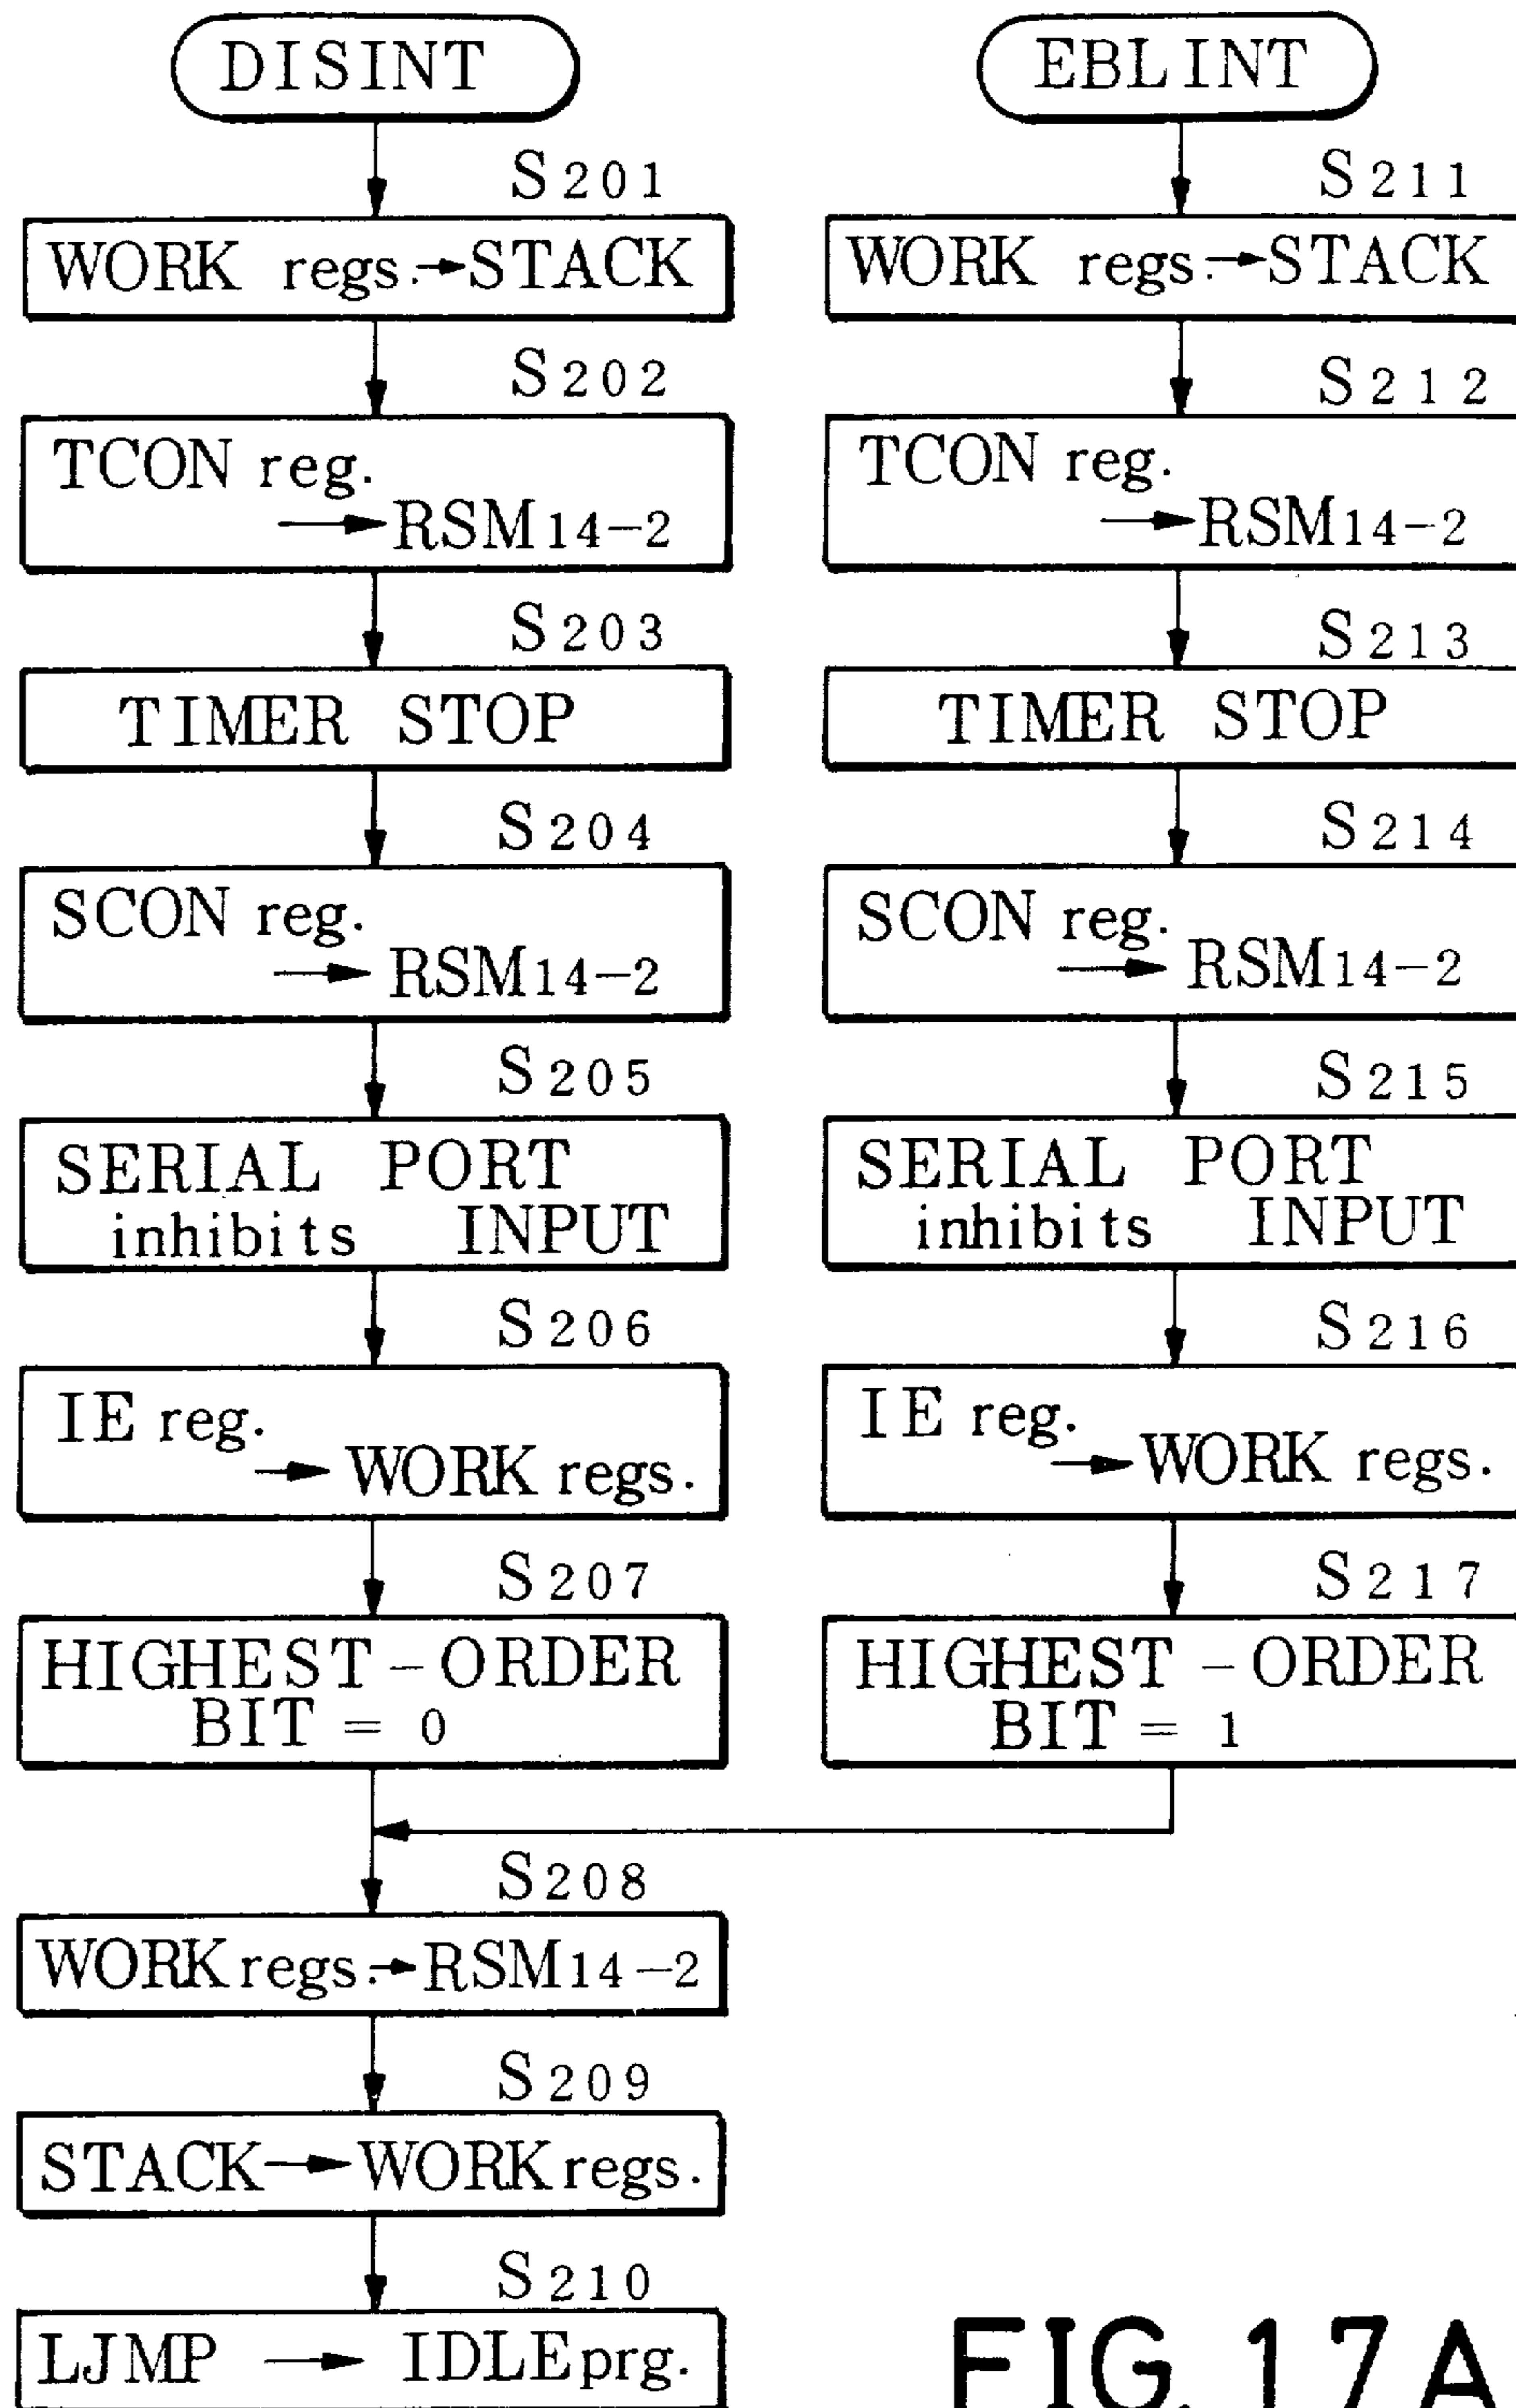 DISINT
S201
WORK regs.→STACK
S202
TCON reg.
→RSM14-2
S203
TIMER STOP
S204
SCON reg.
→RSM14-2
S205
SERIAL PORT
inhibits INPUT
S206
IE reg.
→WORK regs.
S207
HIGHEST-ORDER
BIT = 0
S208
WORK regs.→RSM14-2
S209
STACK→WORK regs.
S210
LJMP → IDLE prg.
EBLINT
S211
WORK regs.→STACK
S212
TCON reg.
→RSM14-2
S213
TIMER STOP
S214
SCON reg.
→RSM14-2
S215
SERIAL PORT
inhibits INPUT
S216
IE reg.
→WORK regs.
S217
HIGHEST-ORDER
BIT = 1
FIG. 17A